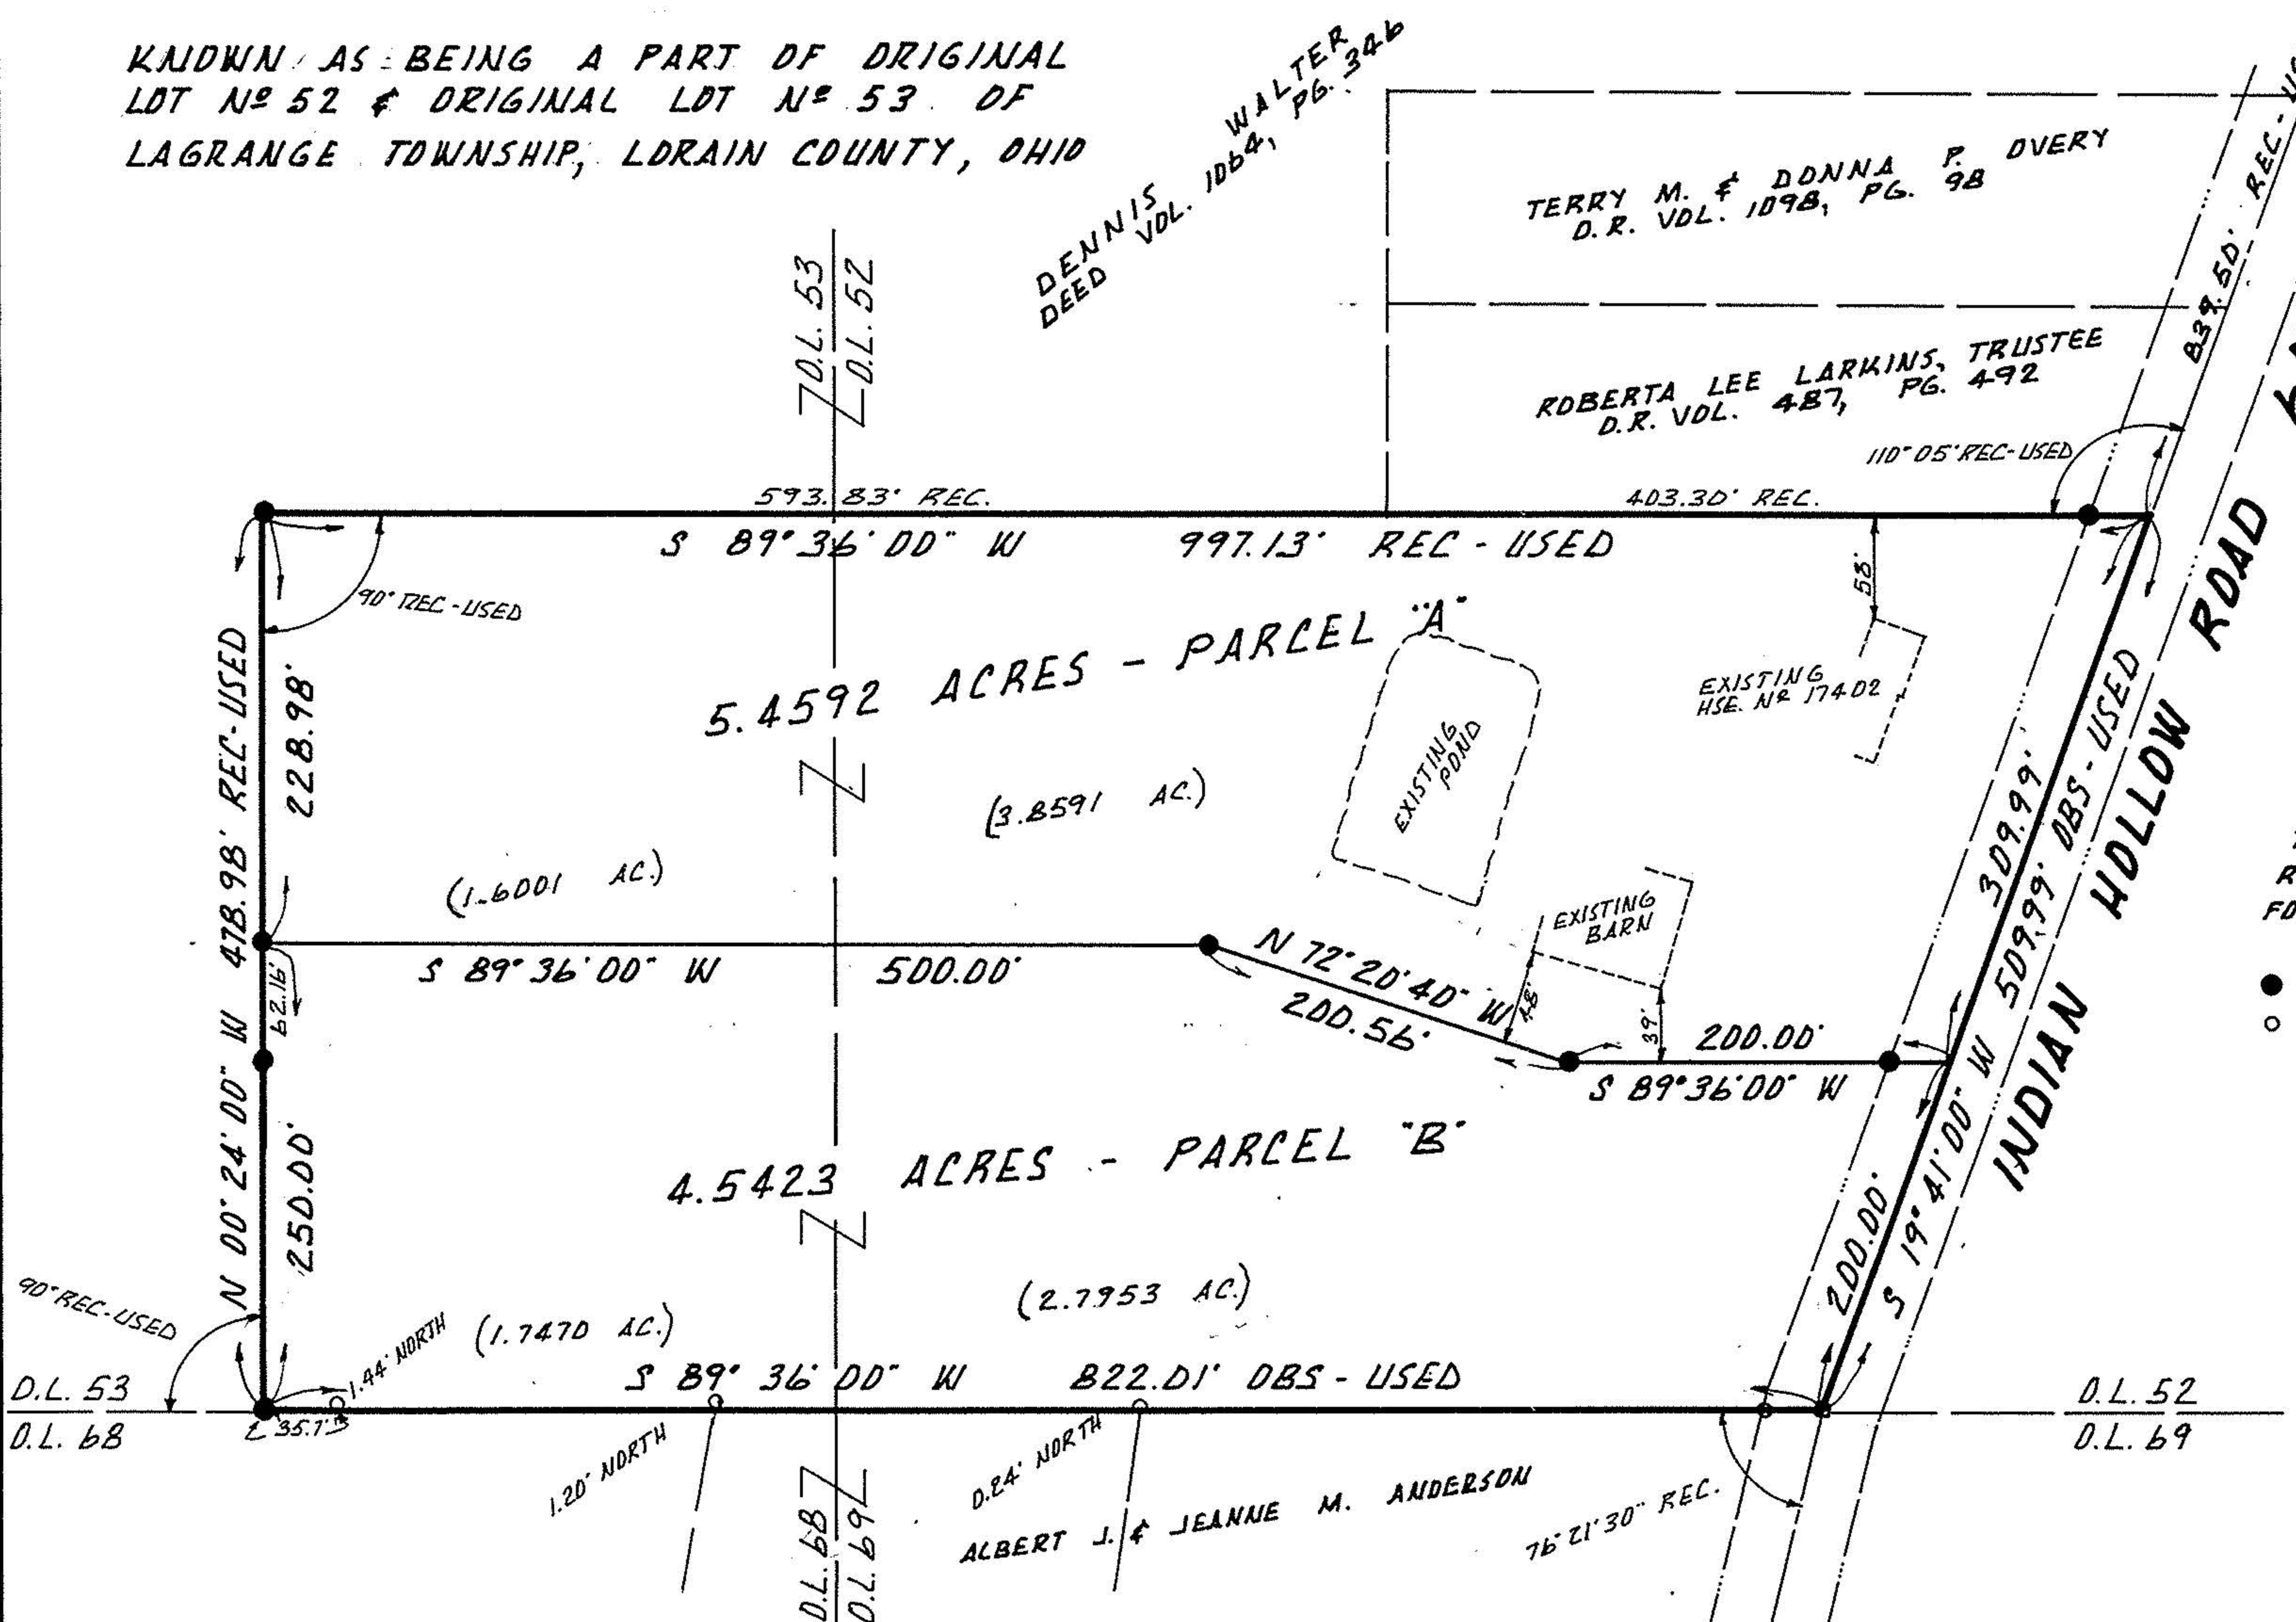 KNOWN AS BEING A PART OF ORIGINAL
LOT Nº 52 & ORIGINAL LOT Nº 53 OF
LAGRANGE TOWNSHIP, LORAIN COUNTY, OHIO
DENNIS WALTER
DEED VOL. 1064, PG. 346
TERRY M. & DONNA P. OVERY
D.R. VOL. 1098, PG. 98
839.50' REC-US
ROBERTA LEE LARKINS, TRUSTEE
D.R. VOL. 487, PG. 492
O.L. 53
O.L. 52
110°05' REC-USED
593.83' REC.
403.30' REC.
S 89°36'00" W 997.13' REC-USED
90° REC-USED
58'
5.4592 ACRES - PARCEL "A"
EXISTING
HSE. Nº 17402
EXISTING
POND
228.98'
N 00°24'00" W 478.98' REC-USED
(3.8591 AC.)
(1.6001 AC.)
EXISTING
BARN
309.99'
S 19°41'00" W 509.99' OBS-USED
INDIAN HOLLOW ROAD
FO
S 89°36'00" W 500.00'
N 72°20'40" W
200.56'
48'
39'
200.00'
S 89°36'00" W
62.16'
250.00'
4.5423 ACRES - PARCEL "B"
200.00'
90° REC-USED
(2.7953 AC.)
(1.7470 AC.)
1.44' NORTH
S 89°36'00" W 822.01' OBS-USED
O.L. 53
O.L. 68
35.73
O.L. 52
O.L. 69
1.20' NORTH
0.24' NORTH
O.L. 68
O.L. 69
ALBERT J. & JEANNE M. ANDERSON
76°21'30" REC.